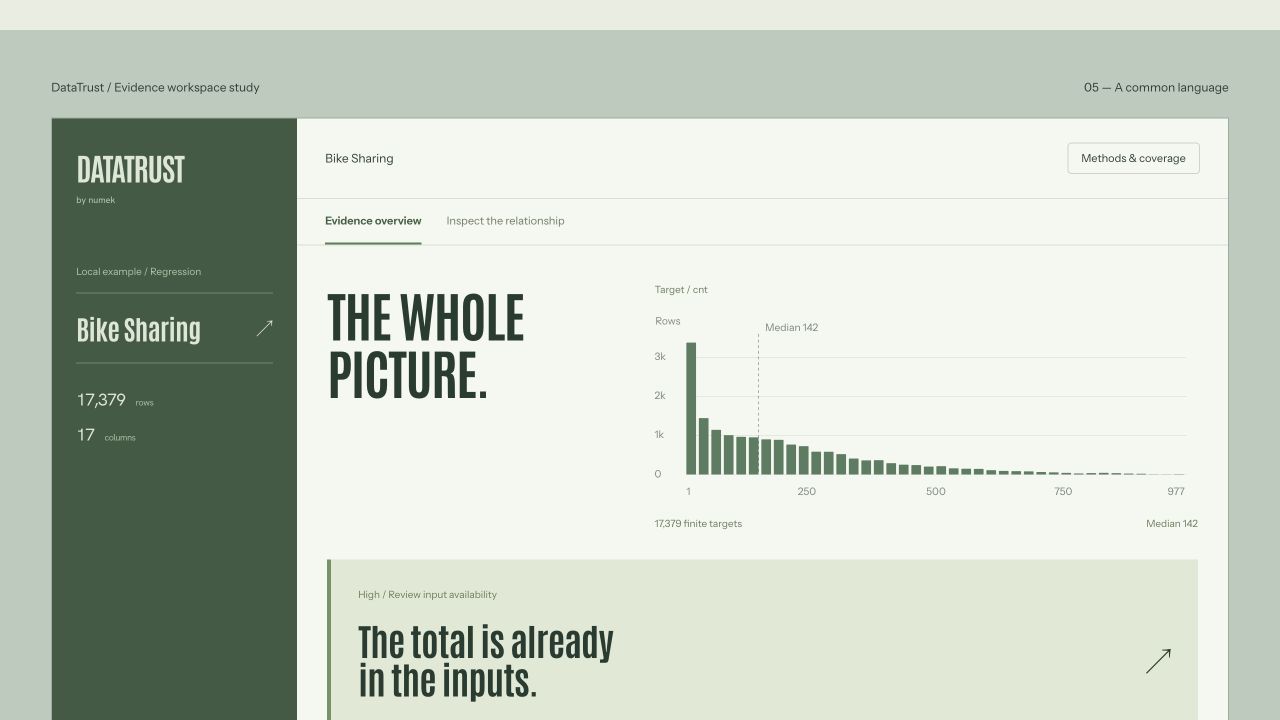 DataTrust / Evidence workspace study
05 — A common language
DATATRUST
by numek
Local example / Regression
Bike Sharing
17,379 rows
17 columns
Bike Sharing
Methods & coverage
Evidence overview
Inspect the relationship
THE WHOLE
PICTURE.
Target / cnt
Rows
Median 142
3k
2k
1k
0
1 250 500 750 977
17,379 finite targets
Median 142
High / Review input availability
The total is already
in the inputs.